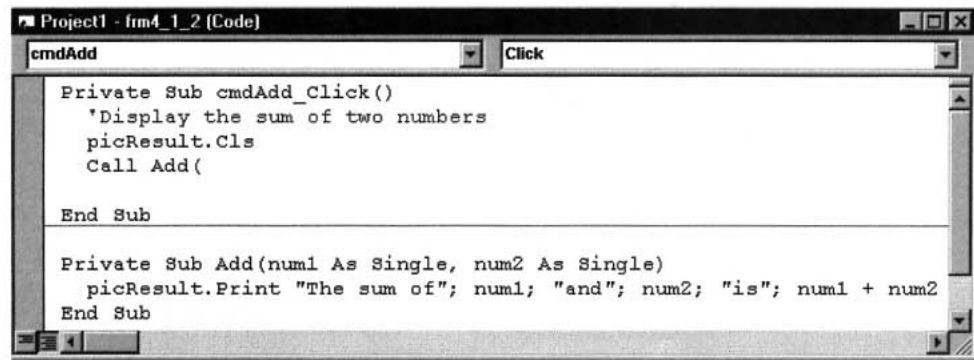 Project1 - frm4_1_2 (Code)
cmdAdd Click
Private Sub cmdAdd_Click()
'Display the sum of two numbers
picResult.Cls
Call Add(
End Sub
Private Sub Add(num1 As Single, num2 As Single)
picResult.Print "The sum of"; num1; "and"; num2; "is"; num1 + num2
End Sub